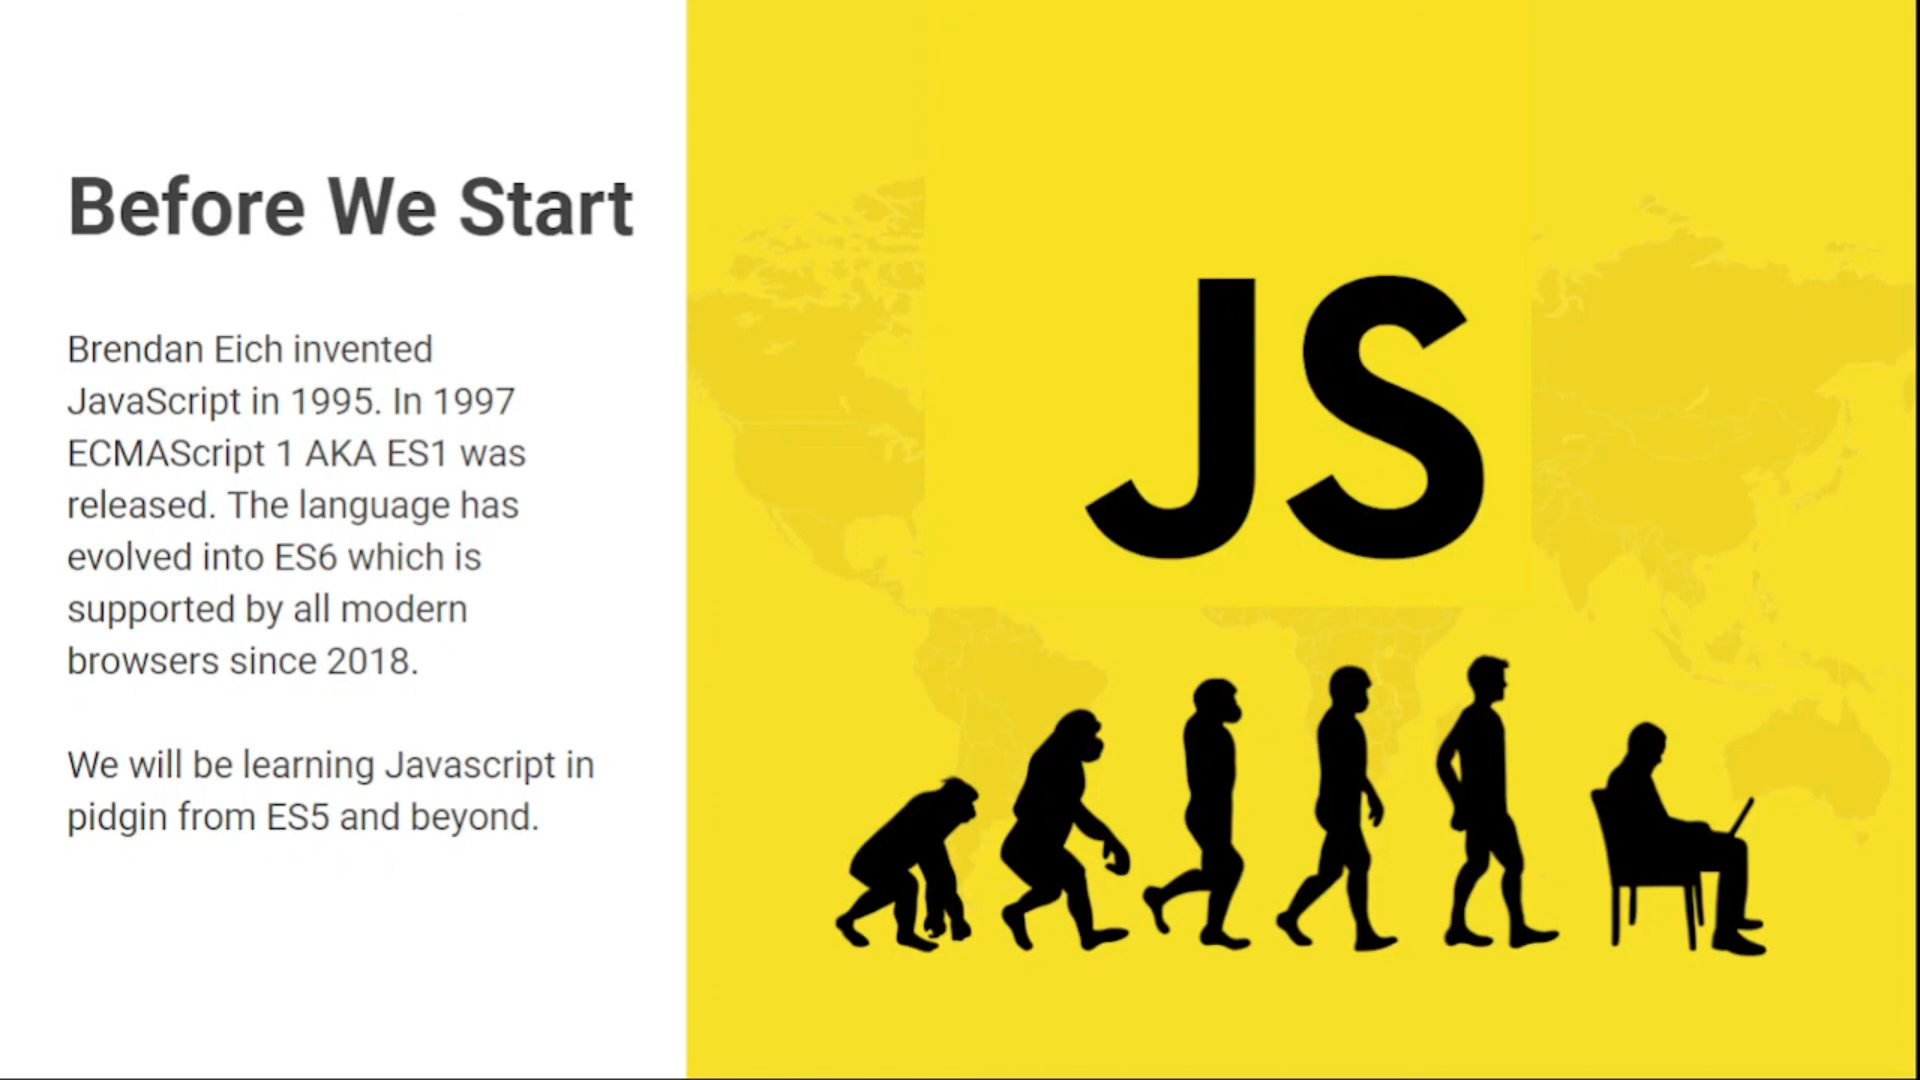 Before We Start
Brendan Eich invented
JavaScript in 1995. In 1997
ECMAScript 1 AKA ES1 was
released. The language has
evolved into ES6 which is
supported by all modern
browsers since 2018.
We will be learning Javascript in
pidgin from ES5 and beyond.
JS